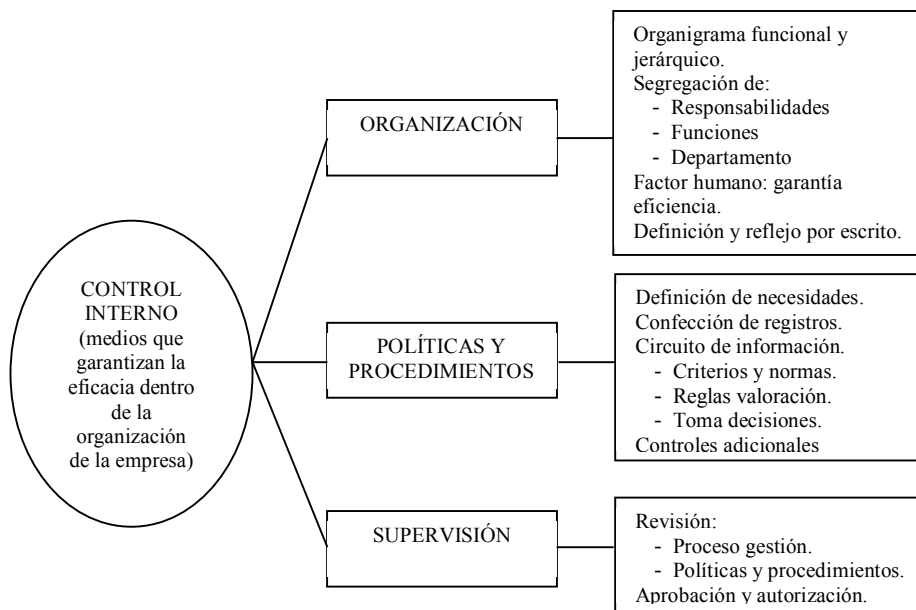 CONTROL
INTERNO
(medios que
garantizan la
eficacia dentro
de la
organización
de la empresa)
ORGANIZACIÓN
Organigrama funcional y
jerárquico.
Segregación de:
- Responsabilidades
- Funciones
- Departamento
Factor humano: garantía
eficiencia.
Definición y reflejo por escrito.
POLÍTICAS Y
PROCEDIMIENTOS
Definición de necesidades.
Confección de registros.
Circuito de información.
- Criterios y normas.
- Reglas valoración.
- Toma decisiones.
Controles adicionales
SUPERVISIÓN
Revisión:
- Proceso gestión.
- Políticas y procedimientos.
Aprobación y autorización.